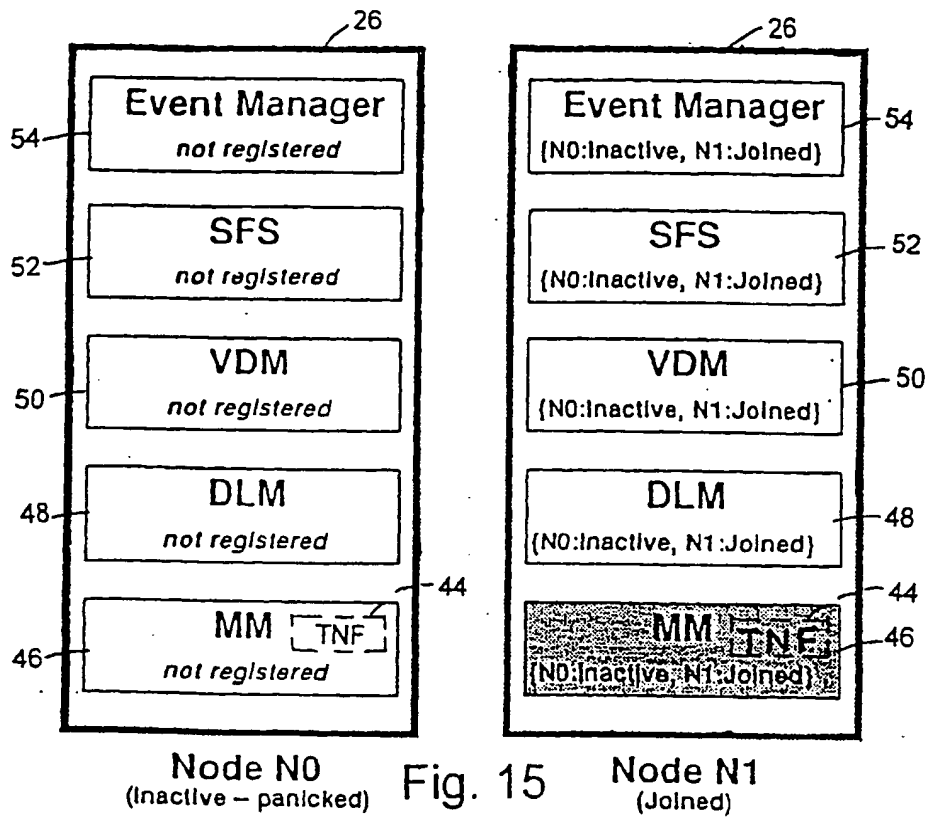 26
Event Manager
54
not registered
SFS
52
not registered
VDM
50
not registered
DLM
48
not registered
44
MM
TNF
46
not registered
Node N0
(Inactive – panicked)
26
Event Manager
54
{N0:Inactive, N1:Joined}
SFS
52
{N0:Inactive, N1:Joined}
VDM
50
{N0:Inactive, N1:Joined}
DLM
48
{N0:Inactive, N1:Joined}
44
MM
TNF
46
{N0:Inactive, N1:Joined}
Node N1
(Joined)
Fig. 15